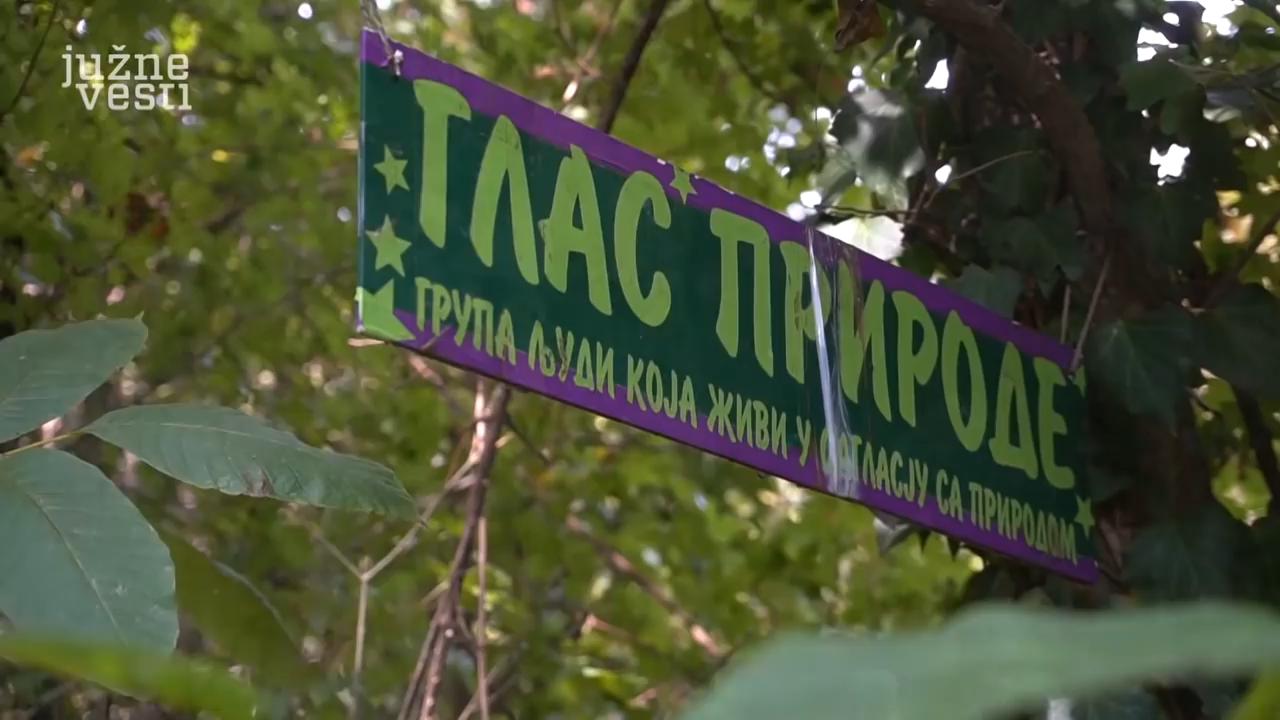 južne
vesti
ГЛАС ПРИРОДЕ
ГРУПА ЉУДИ КОЈА ЖИВИ У САГЛАСЈУ СА ПРИРОДОМ